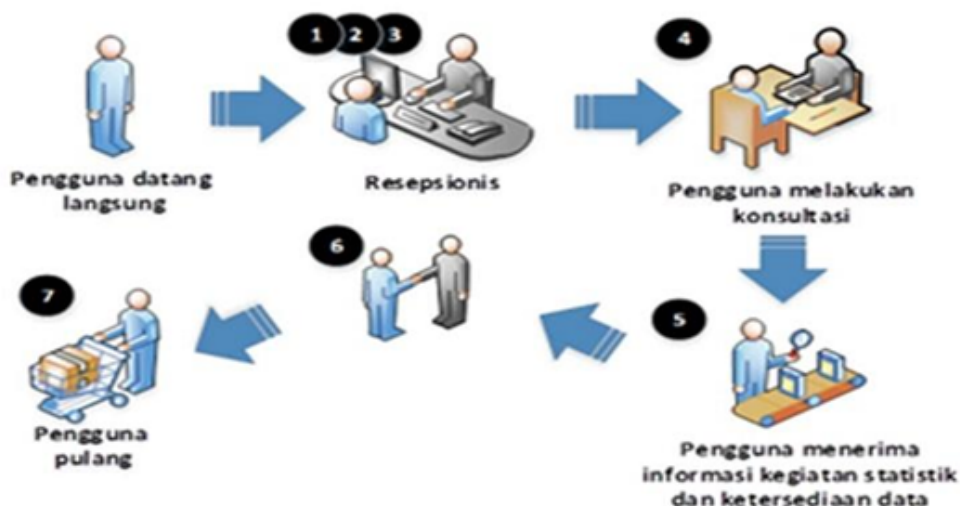 1 2 3
4
Pengguna datang
langsung
Resepsionis
Pengguna melakukan
konsultasi
5
Pengguna menerima
informasi kegiatan statistik
dan ketersediaan data
6
7
Pengguna
pulang